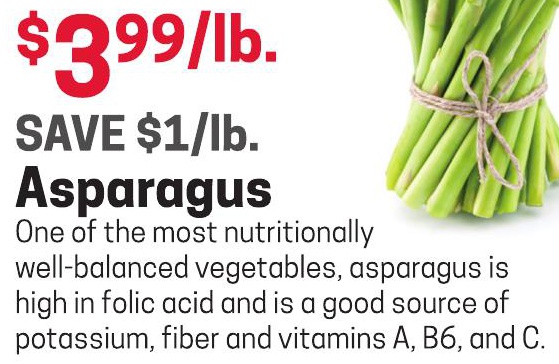 $3.99/lb.
SAVE $1/lb.
Asparagus
One of the most nutritionally
well-balanced vegetables, asparagus is
high in folic acid and is a good source of
potassium, fiber and vitamins A, B6, and C.